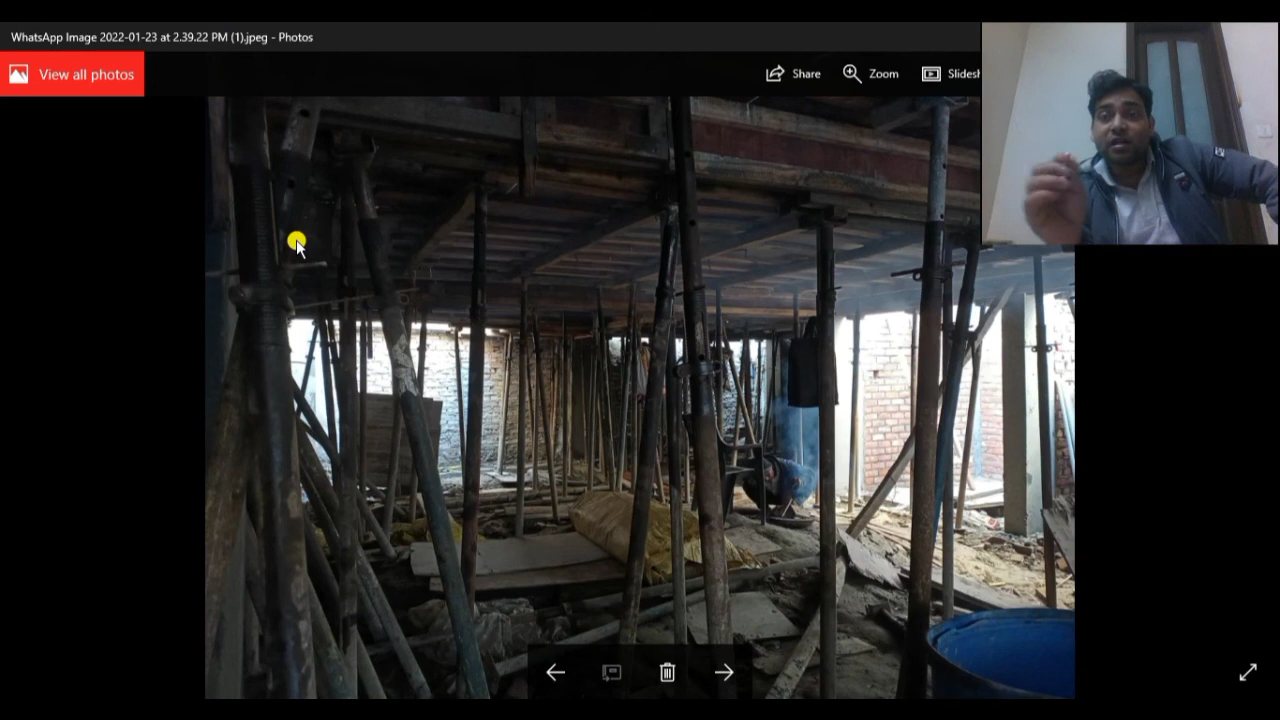 WhatsApp Image 2022-01-23 at 2.39.22 PM (1).jpeg - Photos
View all photos
Share
Zoom
Slidesh